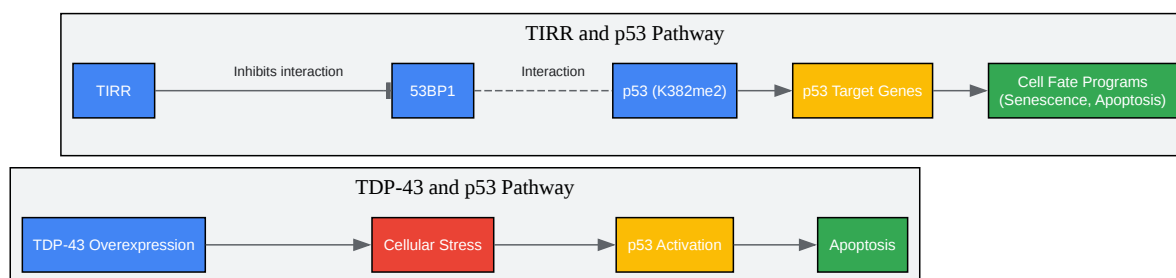 TIRR and p53 Pathway
TIRR
Inhibits interaction
53BP1
Interaction
p53 (K382me2)
p53 Target Genes
Cell Fate Programs
(Senescence, Apoptosis)
TDP-43 and p53 Pathway
TDP-43 Overexpression
Cellular Stress
p53 Activation
Apoptosis